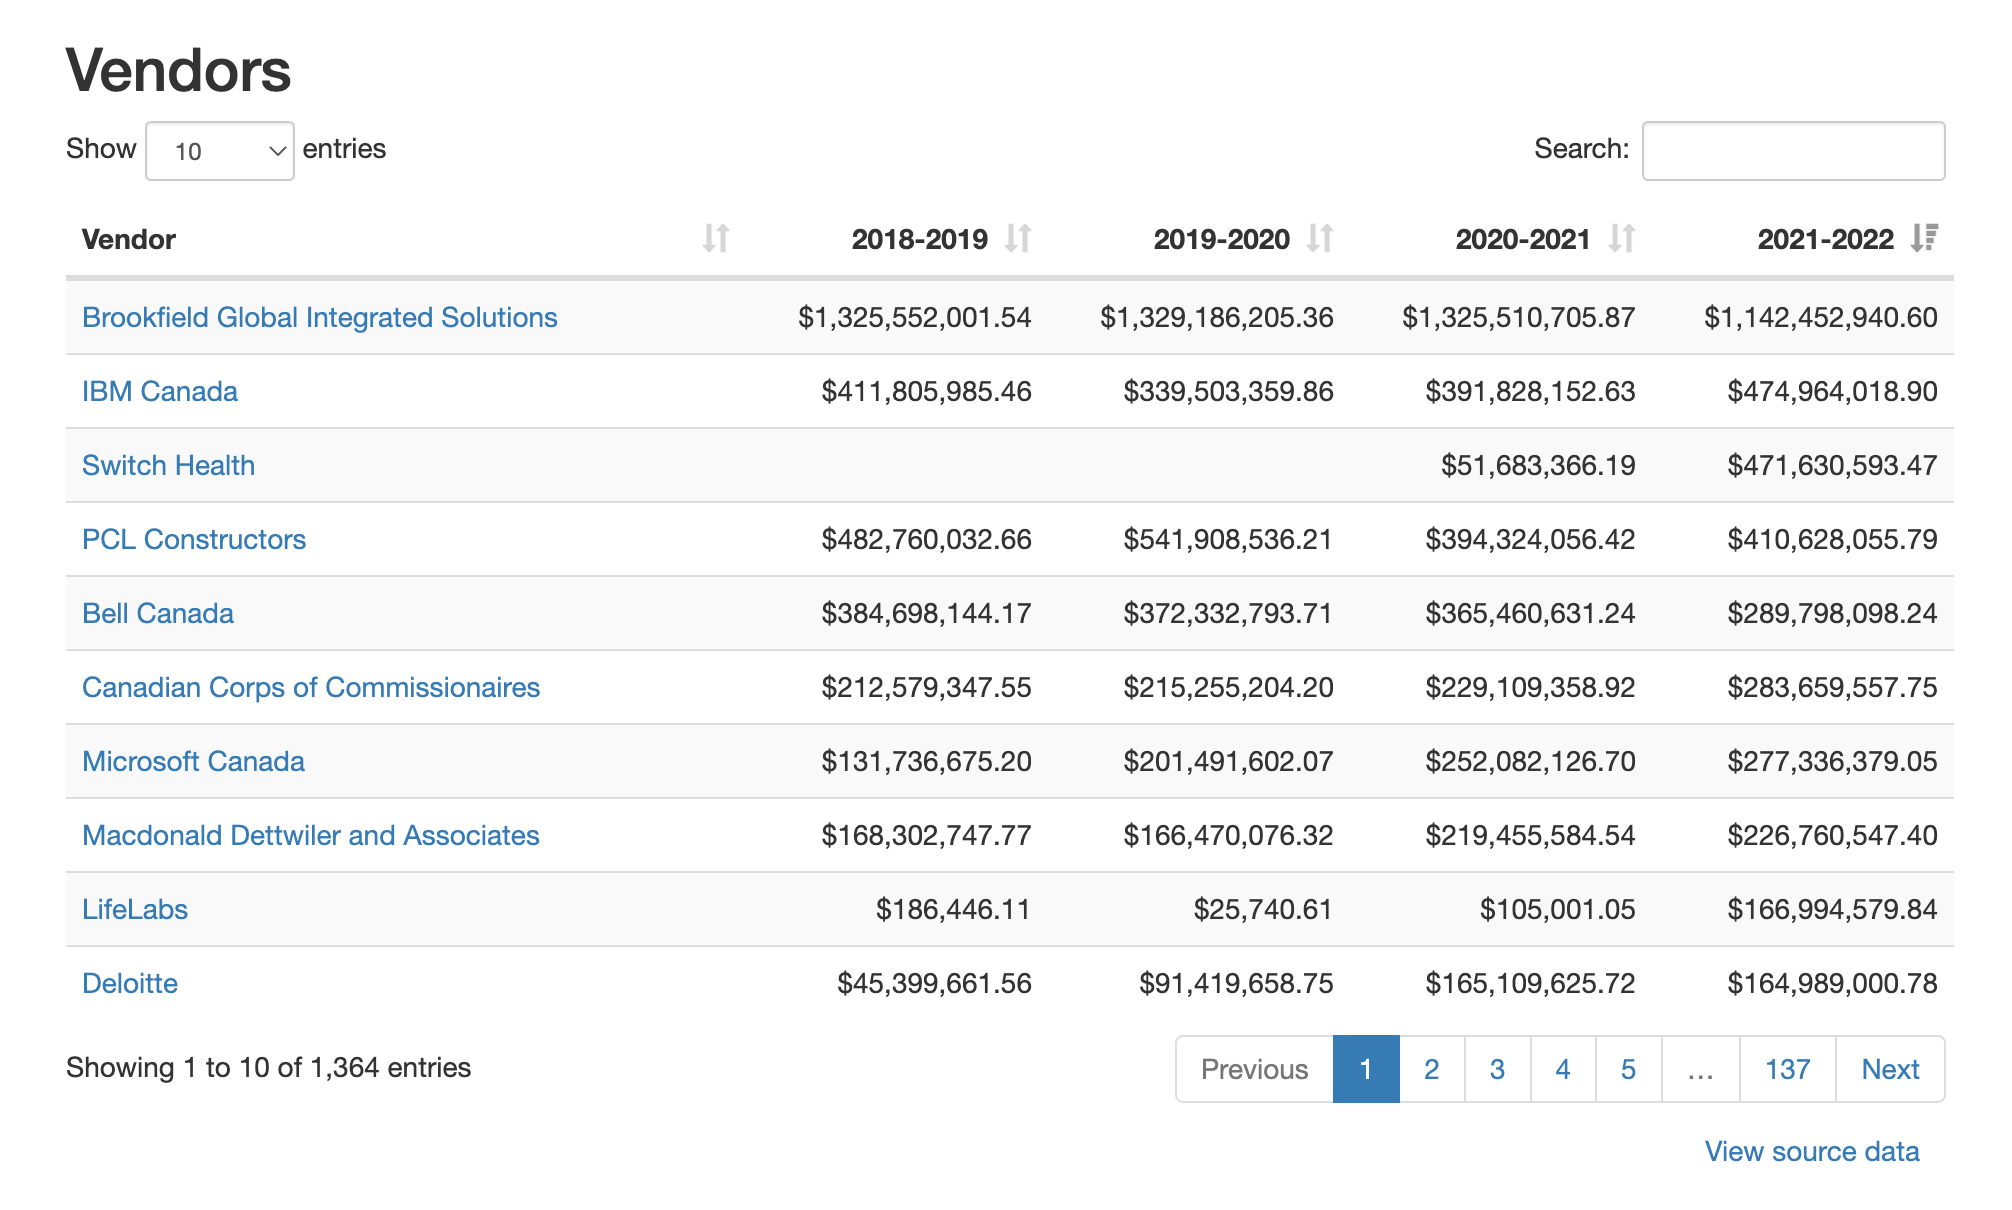 Vendors
Show 10 entries Search:
Vendor 2018-2019 2019-2020 2020-2021 2021-2022
Brookfield Global Integrated Solutions $1,325,552,001.54 $1,329,186,205.36 $1,325,510,705.87 $1,142,452,940.60
IBM Canada $411,805,985.46 $339,503,359.86 $391,828,152.63 $474,964,018.90
Switch Health $51,683,366.19 $471,630,593.47
PCL Constructors $482,760,032.66 $541,908,536.21 $394,324,056.42 $410,628,055.79
Bell Canada $384,698,144.17 $372,332,793.71 $365,460,631.24 $289,798,098.24
Canadian Corps of Commissionaires $212,579,347.55 $215,255,204.20 $229,109,358.92 $283,659,557.75
Microsoft Canada $131,736,675.20 $201,491,602.07 $252,082,126.70 $277,336,379.05
Macdonald Dettwiler and Associates $168,302,747.77 $166,470,076.32 $219,455,584.54 $226,760,547.40
LifeLabs $186,446.11 $25,740.61 $105,001.05 $166,994,579.84
Deloitte $45,399,661.56 $91,419,658.75 $165,109,625.72 $164,989,000.78
Showing 1 to 10 of 1,364 entries Previous 1 2 3 4 5 … 137 Next
View source data